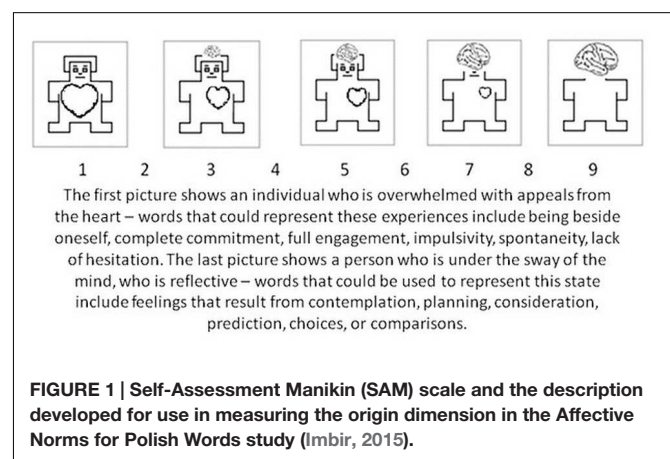 1 2 3 4 5 6 7 8 9
The first picture shows an individual who is overwhelmed with appeals from
the heart – words that could represent these experiences include being beside
oneself, complete commitment, full engagement, impulsivity, spontaneity, lack
of hesitation. The last picture shows a person who is under the sway of the
mind, who is reflective – words that could be used to represent this state
include feelings that result from contemplation, planning, consideration,
prediction, choices, or comparisons.
FIGURE 1 | Self-Assessment Manikin (SAM) scale and the description
developed for use in measuring the origin dimension in the Affective
Norms for Polish Words study (Imbir, 2015).